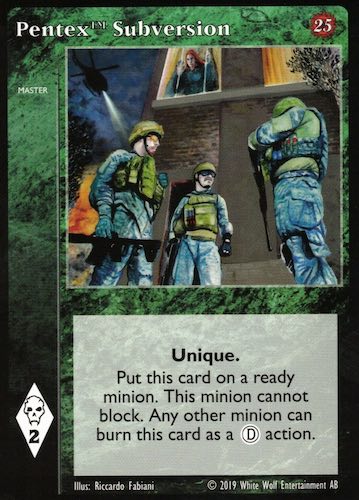 Pentex™ Subversion
25
MASTER
Unique.
Put this card on a ready
minion. This minion cannot
block. Any other minion can
burn this card as a Ⓓ action.
2
Illus: Riccardo Fabiani © 2019 White Wolf Entertainment AB